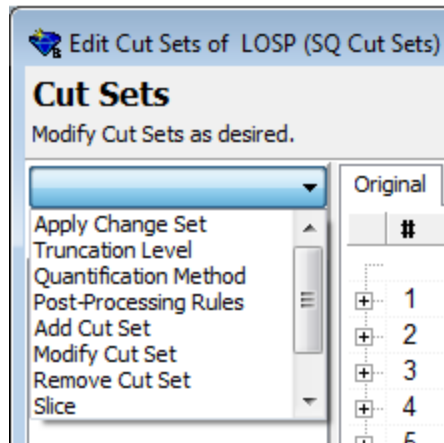 Edit Cut Sets of LOSP (SQ Cut Sets)
Cut Sets
Modify Cut Sets as desired.
Original
#
Apply Change Set
Truncation Level
Quantification Method
Post-Processing Rules
Add Cut Set
Modify Cut Set
Remove Cut Set
Slice
1
2
3
4